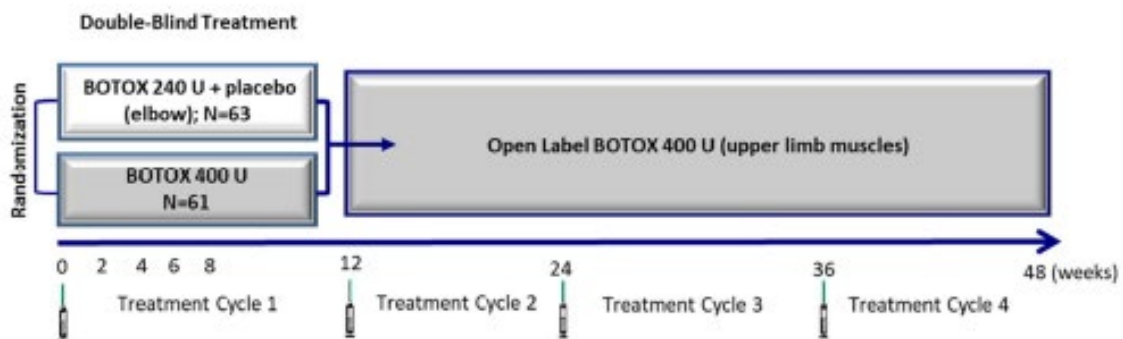 Double-Blind Treatment
Randomization
BOTOX 240 U + placebo
(elbow); N=63
BOTOX 400 U
N=61
Open Label BOTOX 400 U (upper limb muscles)
0 2 4 6 8 12 24 36 48 (weeks)
Treatment Cycle 1 Treatment Cycle 2 Treatment Cycle 3 Treatment Cycle 4